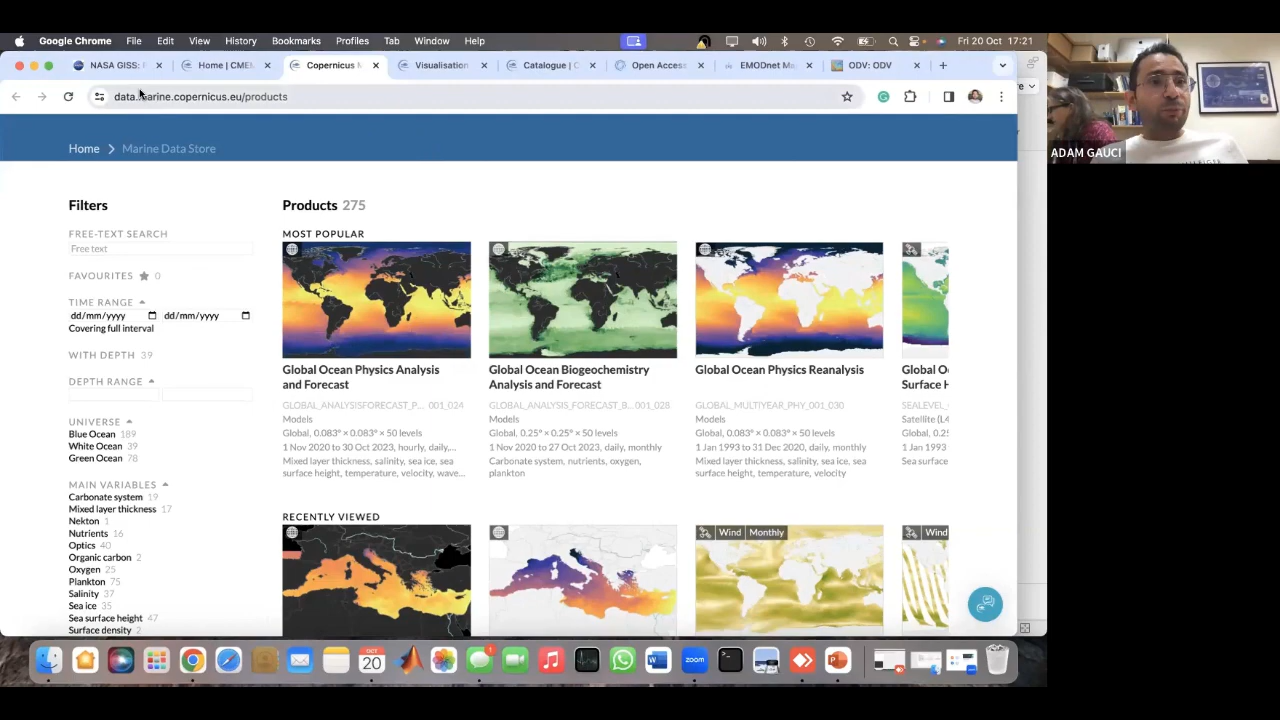 Google Chrome File Edit View History Bookmarks Profiles Tab Window Help Fri 20 Oct 17:21
NASA GISS: Home | CMEM Copernicus M Visualisation Catalogue | C Open Access EMODnet Ma ODV: ODV
data.marine.copernicus.eu/products
ADAM GAUCI
Home Marine Data Store
Filters
FREE-TEXT SEARCH
Free text
FAVOURITES 0
TIME RANGE
dd/mm/yyyy dd/mm/yyyy
Covering full interval
WITH DEPTH 39
DEPTH RANGE
UNIVERSE
Blue Ocean 189
White Ocean 39
Green Ocean 78
MAIN VARIABLES
Carbonate system 19
Mixed layer thickness 17
Nekton 1
Nutrients 16
Optics 40
Organic carbon 2
Oxygen 25
Plankton 75
Salinity 37
Sea ice 35
Sea surface height 47
Surface density 2
Products 275
MOST POPULAR
Global Ocean Physics Analysis
and Forecast
GLOBAL_ANALYSISFORECAST_P... 001_024
Models
Global, 0.083° × 0.083° × 50 levels
1 Nov 2020 to 30 Oct 2023, hourly, daily,...
Mixed layer thickness, salinity, sea ice, sea
surface height, temperature, velocity, wave...
Global Ocean Biogeochemistry
Analysis and Forecast
GLOBAL_ANALYSIS_FORECAST_B... 001_028
Models
Global, 0.25° × 0.25° × 50 levels
1 Nov 2020 to 27 Oct 2023, daily, monthly
Carbonate system, nutrients, oxygen,
plankton
Global Ocean Physics Reanalysis
GLOBAL_MULTIYEAR_PHY_001_030
Models
Global, 0.083° × 0.083° × 50 levels
1 Jan 1993 to 31 Dec 2020, daily, monthly
Mixed layer thickness, salinity, sea ice, sea
surface height, temperature, velocity
Global O
Surface H
SEALEVEL_
Satellite (L4
Global, 0.25
1 Jan 1993
Sea surface
RECENTLY VIEWED
Wind Monthly
Wind
OCT
20
zoom